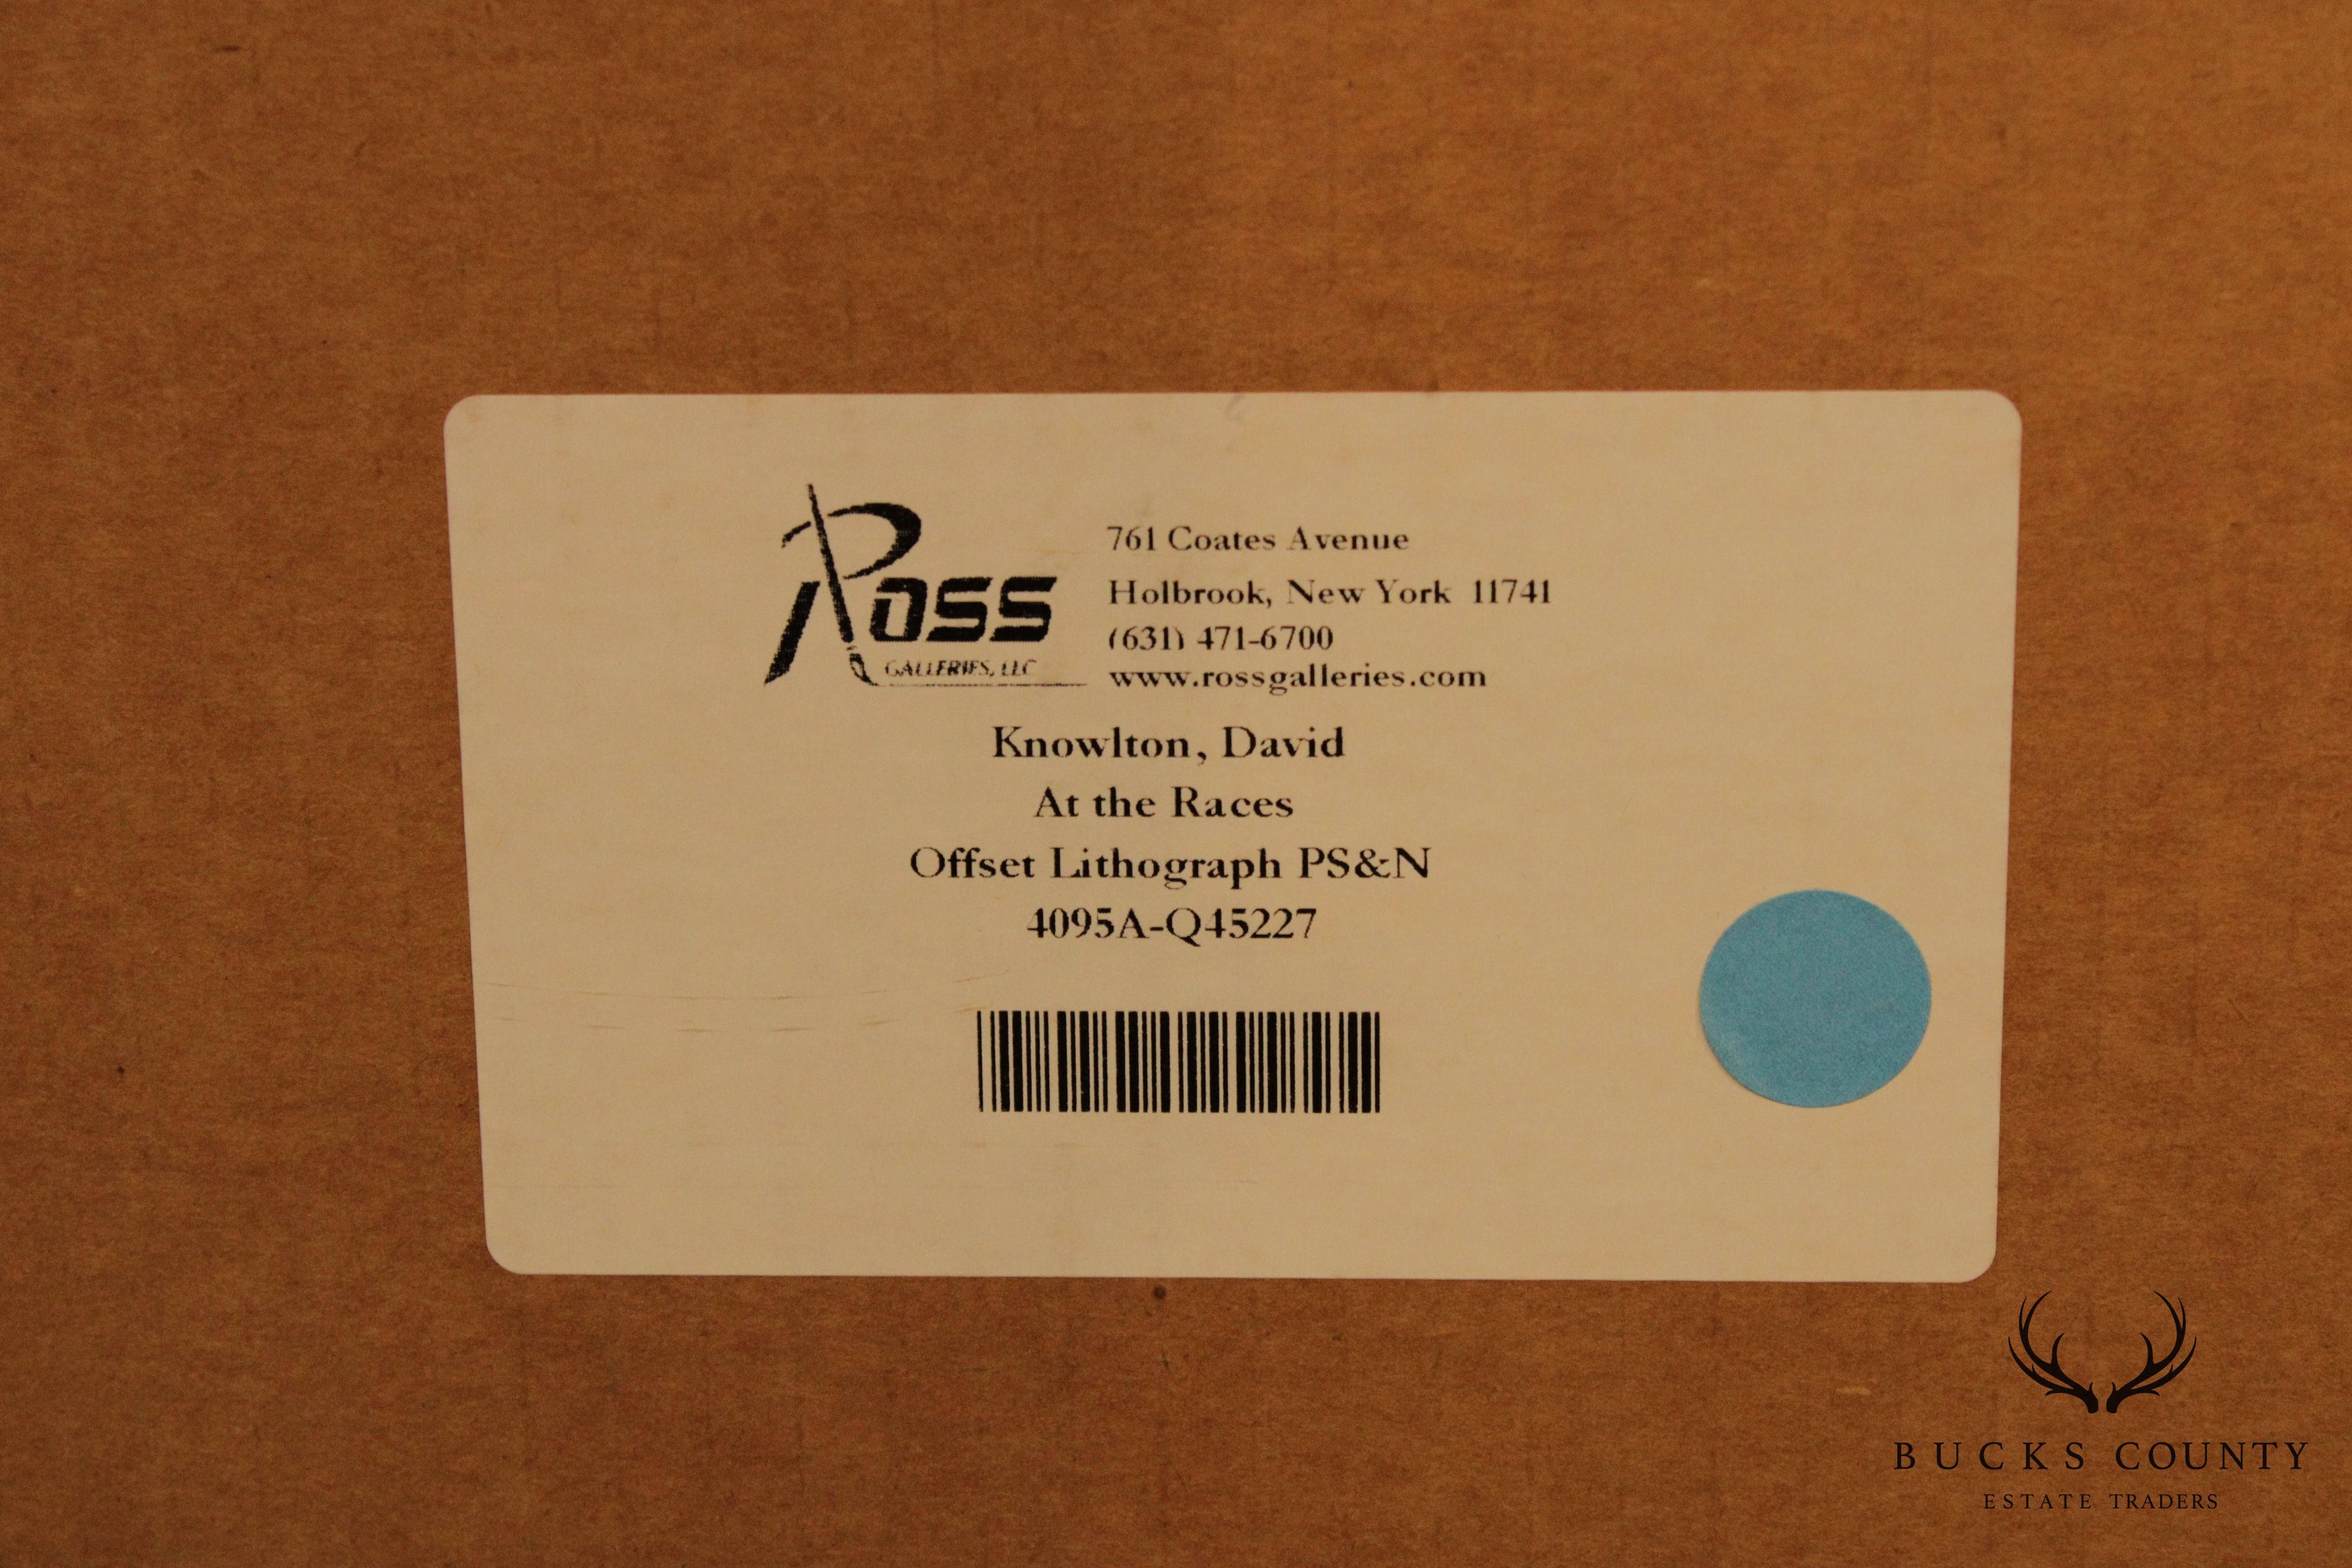 Ross
GALLERIES, LLC
761 Coates Avenue
Holbrook, New York 11741
(631) 471-6700
www.rossgalleries.com
Knowlton, David
At the Races
Offset Lithograph PS&N
4095A-Q45227
BUCKS COUNTY
ESTATE TRADERS